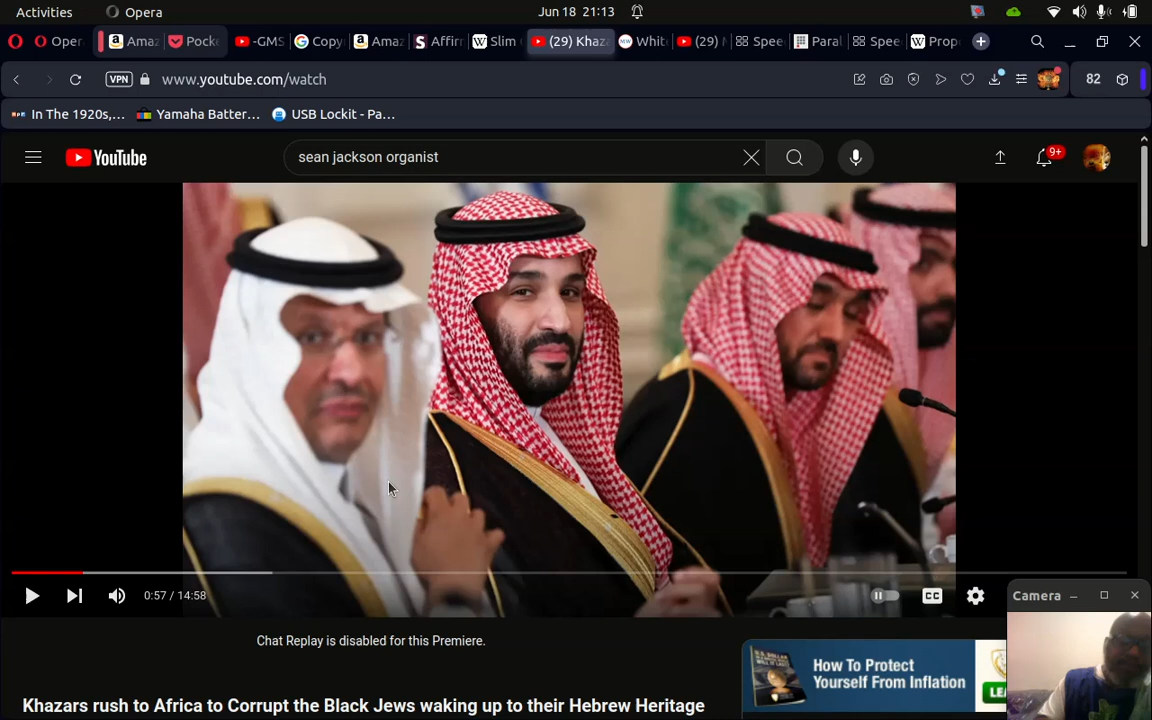 Activities Opera Jun 18 21:13
Oper Amaz Pock -GMS Copy Amaz Affir Slim (29) Khaz Whit (29) Spee Paral Spee Prop
VPN www.youtube.com/watch 82
In The 1920s,... Yamaha Batter... USB Lockit - Pa...
YouTube sean jackson organist 9+
0:57 / 14:58 CC
Camera
Chat Replay is disabled for this Premiere.
How To Protect
Yourself From Inflation
Khazars rush to Africa to Corrupt the Black Jews waking up to their Hebrew Heritage